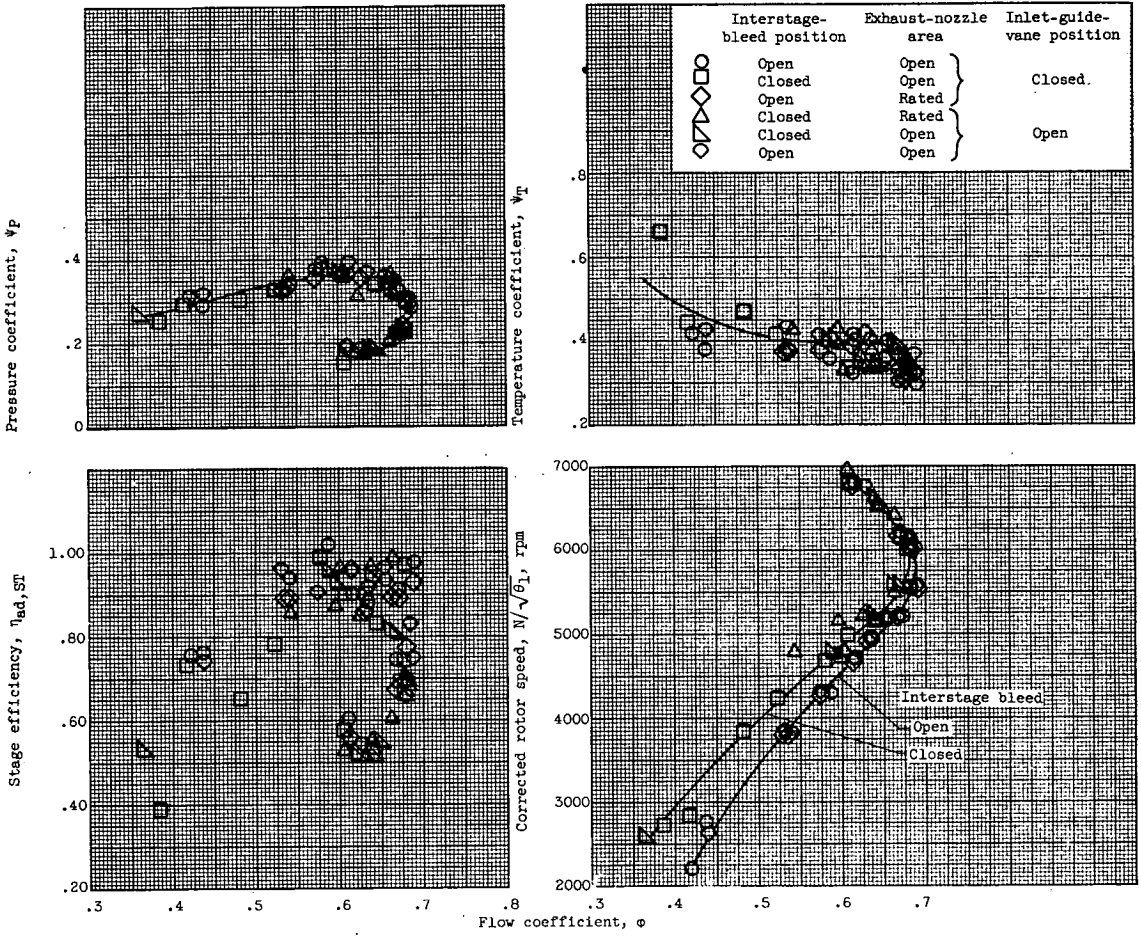 Interstage-bleed position Exhaust-nozzle area Inlet-guide-vane position
Open Open
Closed Open Closed.
Open Rated
Closed Rated
Closed Open Open
Open Open
Pressure coefficient, ψP
.4
.2
0
Temperature coefficient, ψT
.8
.6
.4
.2
Stage efficiency, ηad,ST
1.00
.80
.60
.40
.20
.3 .4 .5 .6 .7 .8
Corrected rotor speed, N/√θ1, rpm
7000
6000
5000
4000
3000
2000
.3 .4 .5 .6 .7
Interstage bleed
Open
Closed
Flow coefficient, φ